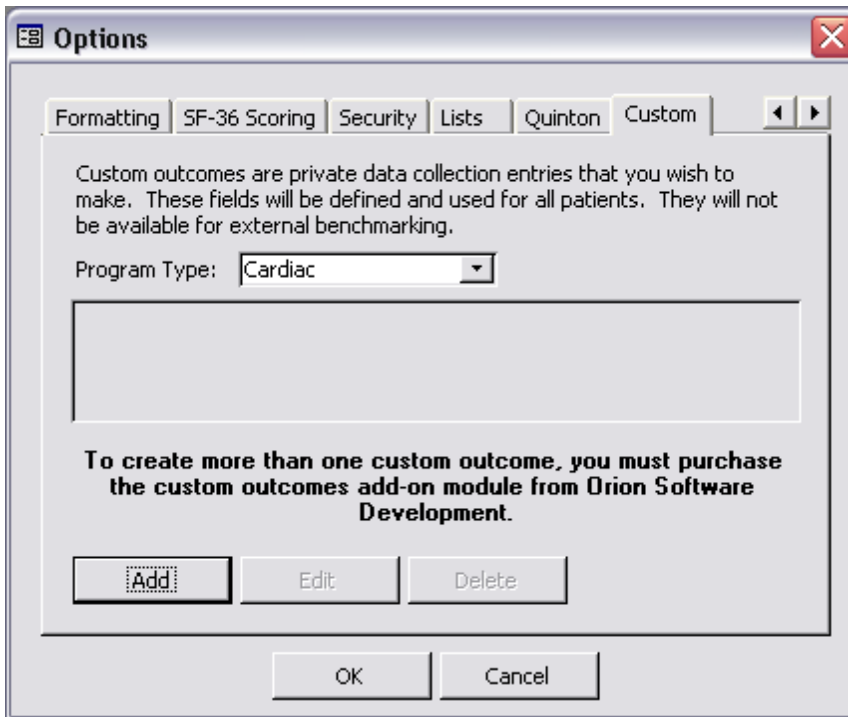 Options
Formatting
SF-36 Scoring
Security
Lists
Quinton
Custom
Custom outcomes are private data collection entries that you wish to
make. These fields will be defined and used for all patients. They will not
be available for external benchmarking.
Program Type: Cardiac
To create more than one custom outcome, you must purchase
the custom outcomes add-on module from Orion Software
Development.
Add
Edit
Delete
OK
Cancel